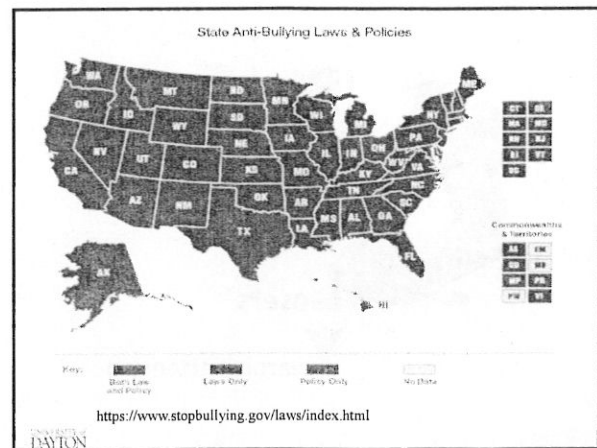 State Anti-Bullying Laws & Policies
WA
MT
ND
MN
ME
OR
ID
SD
WI
MI
NY
WY
IA
PA
NE
NV
UT
CO
IL
IN
OH
WV
VA
CA
KS
MO
KY
NC
TN
AZ
NM
OK
AR
SC
MS
AL
GA
TX
LA
FL
AK
HI
CT
DE
MA
MD
NH
NJ
RI
VT
DC
Commonwealths
& Territories
AS
GU
MP
PR
VI
Key:
Both Law
and Policy
Laws Only
Policy Only
No Data
https://www.stopbullying.gov/laws/index.html
UNIVERSITY of
DAYTON